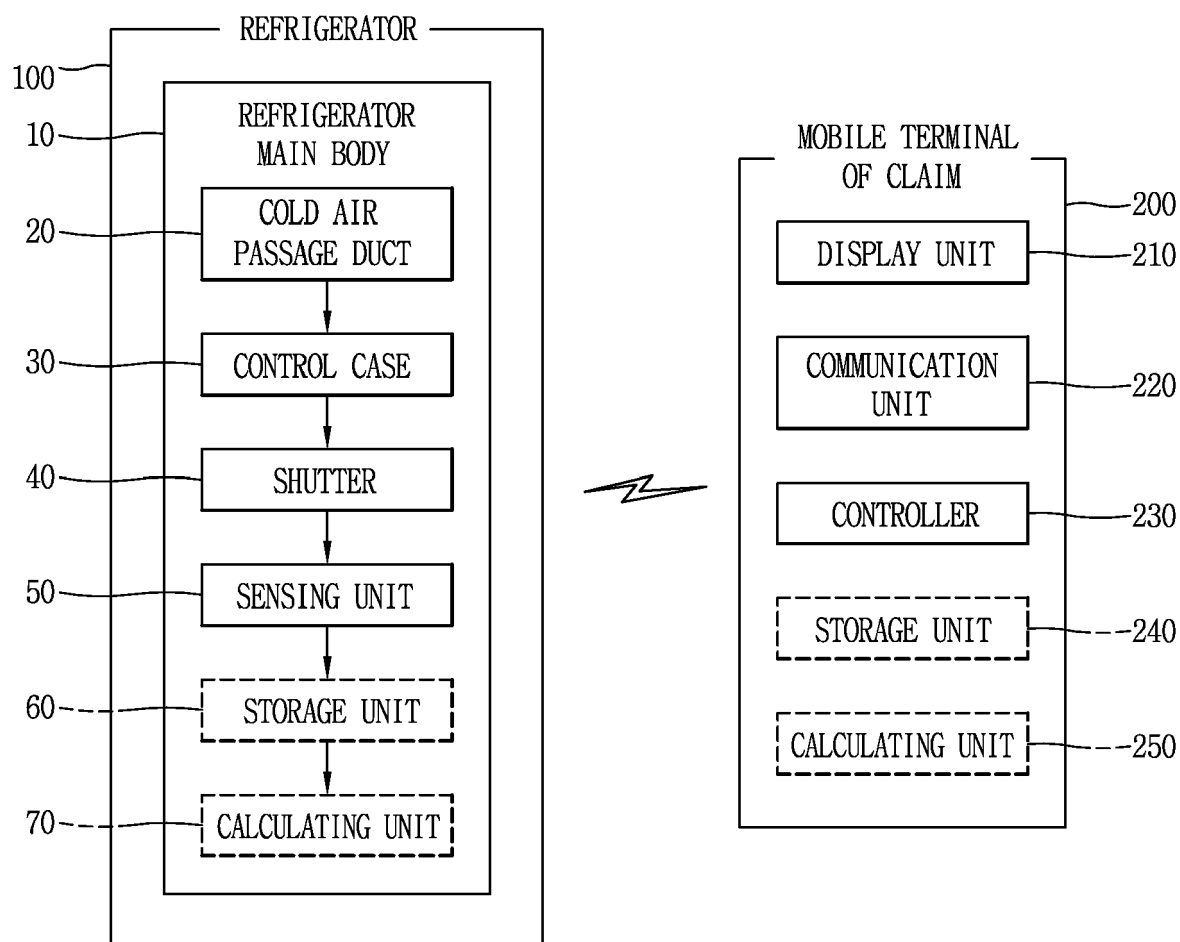 REFRIGERATOR
100
10
REFRIGERATOR
MAIN BODY
20
COLD AIR
PASSAGE DUCT
30
CONTROL CASE
40
SHUTTER
50
SENSING UNIT
60
STORAGE UNIT
70
CALCULATING UNIT
MOBILE TERMINAL
OF CLAIM
200
DISPLAY UNIT
210
COMMUNICATION
UNIT
220
CONTROLLER
230
STORAGE UNIT
240
CALCULATING UNIT
250